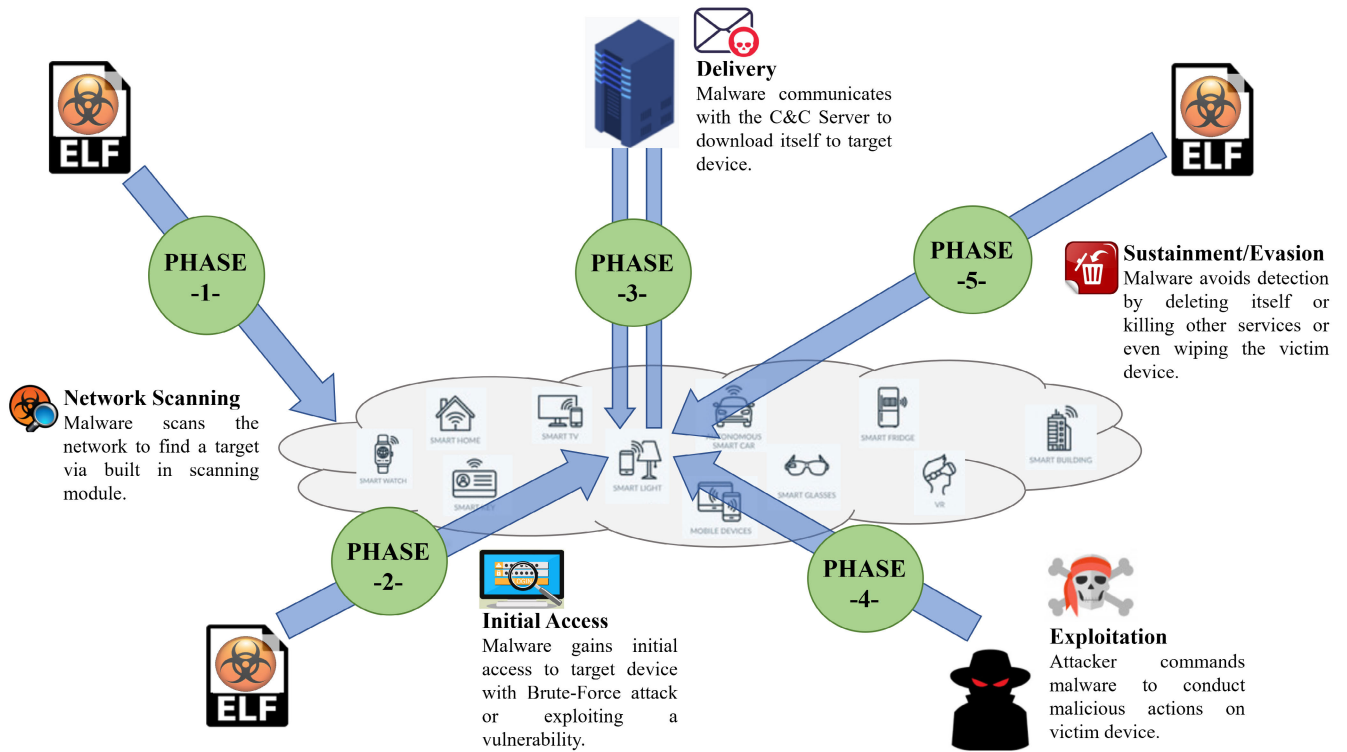 ELF
PHASE
-1-
Network Scanning
Malware scans the
network to find a target
via built in scanning
module.
ELF
PHASE
-2-
Initial Access
Malware gains initial
access to target device
with Brute-Force attack
or exploiting a
vulnerability.
LOGIN
Delivery
Malware communicates
with the C&C Server to
download itself to target
device.
PHASE
-3-
PHASE
-4-
Exploitation
Attacker commands
malware to conduct
malicious actions on
victim device.
ELF
PHASE
-5-
Sustainment/Evasion
Malware avoids detection
by deleting itself or
killing other services or
even wiping the victim
device.
SMART HOME
SMART TV
SMART WATCH
SMART KEY
SMART LIGHT
AUTONOMOUS
SMART CAR
MOBILE DEVICES
SMART GLASSES
SMART FRIDGE
VR
SMART BUILDING